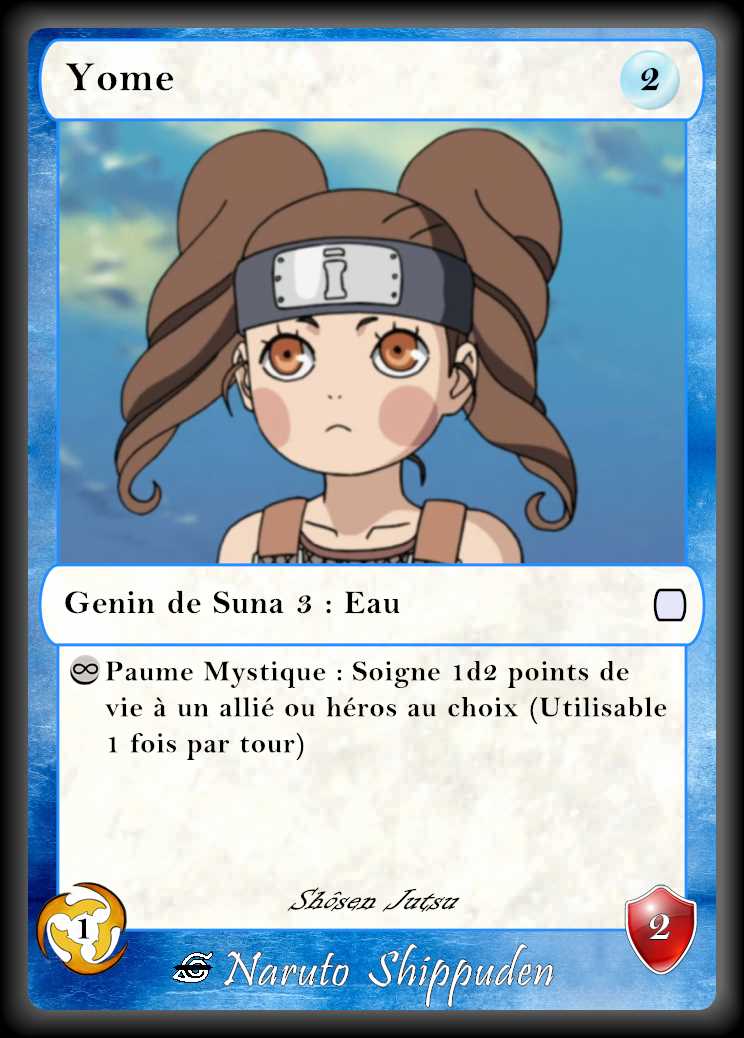 Yome
2
Genin de Suna 3 : Eau
∞ Paume Mystique : Soigne 1d2 points de
vie à un allié ou héros au choix (Utilisable
1 fois par tour)
Shôsen Jutsu
1
2
Naruto Shippuden